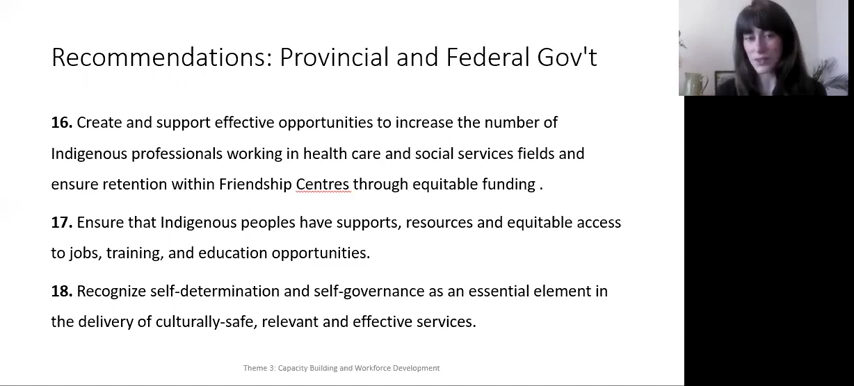 Recommendations: Provincial and Federal Gov't
16. Create and support effective opportunities to increase the number of
Indigenous professionals working in health care and social services fields and
ensure retention within Friendship Centres through equitable funding .
17. Ensure that Indigenous peoples have supports, resources and equitable access
to jobs, training, and education opportunities.
18. Recognize self-determination and self-governance as an essential element in
the delivery of culturally-safe, relevant and effective services.
Theme 3: Capacity Building and Workforce Development